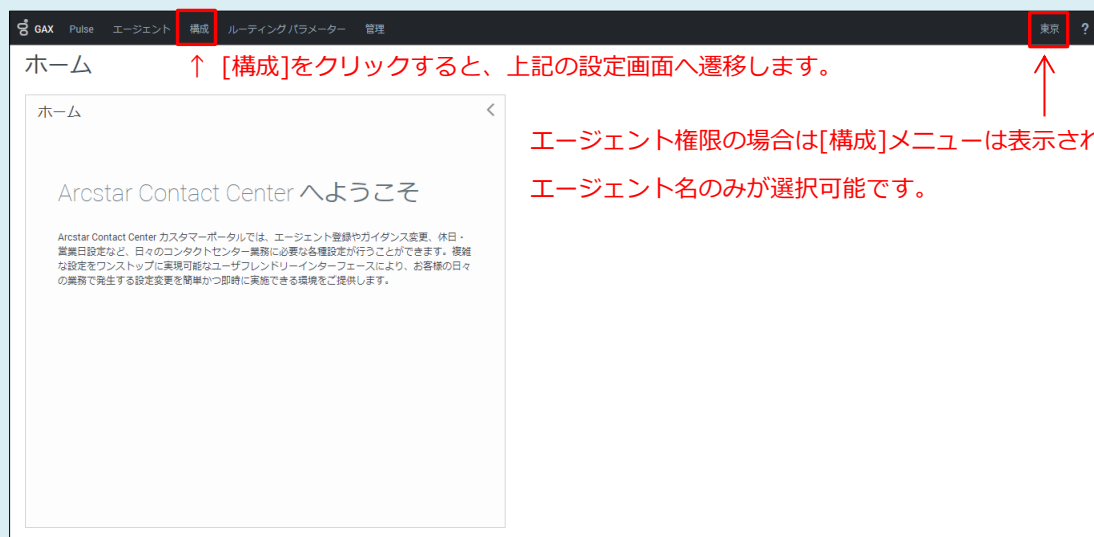 GAX Pulse エージェント 構成 ルーティング パラメーター 管理 東京 ?
ホーム
↑ [構成]をクリックすると、上記の設定画面へ遷移します。
ホーム
エージェント権限の場合は[構成]メニューは表示され
エージェント名のみが選択可能です。
Arcstar Contact Center へようこそ
Arcstar Contact Center カスタマーポータルでは、エージェント登録やガイダンス変更、休日・
営業日設定など、日々のコンタクトセンター業務に必要な各種設定が行うことができます。複雑
な設定をワンストップに実現可能なユーザフレンドリーインターフェースにより、お客様の日々
の業務で発生する設定変更を簡単かつ即時に実施できる環境をご提供します。